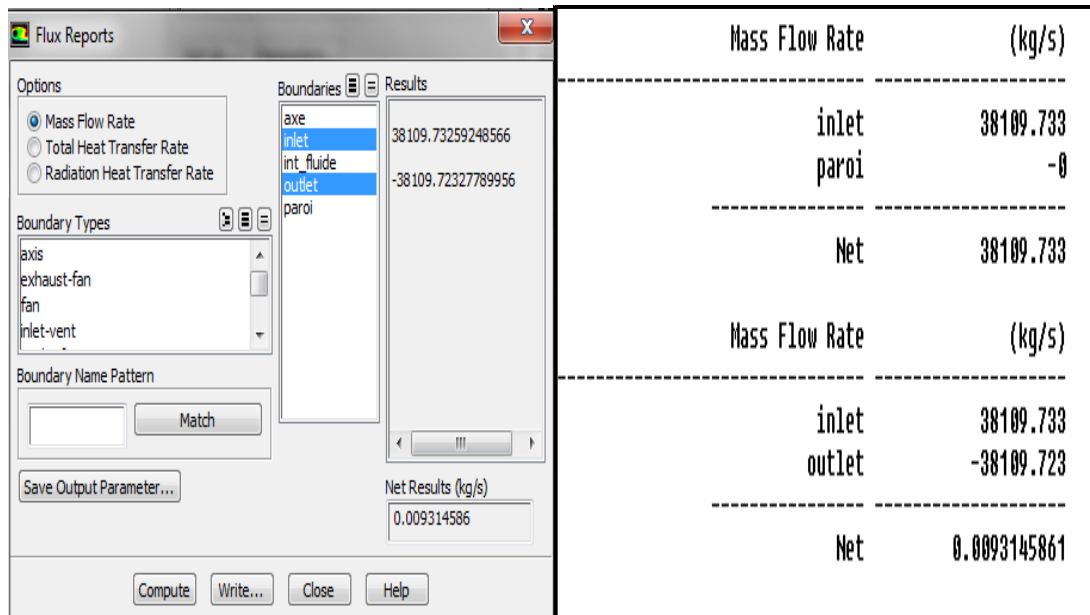 Flux Reports
X
Options
Mass Flow Rate
Total Heat Transfer Rate
Radiation Heat Transfer Rate
Boundary Types
axis
exhaust-fan
fan
inlet-vent
Boundary Name Pattern
Match
Save Output Parameter...
Boundaries
axe
inlet
int_fluide
outlet
paroi
Results
38109.73259248566
-38109.72327789956
Net Results (kg/s)
0.009314586
Compute Write... Close Help
Mass Flow Rate (kg/s)
-------------------------------- --------------------
inlet 38109.733
paroi -0
---------------- --------------------
Net 38109.733
Mass Flow Rate (kg/s)
-------------------------------- --------------------
inlet 38109.733
outlet -38109.723
---------------- --------------------
Net 0.0093145861